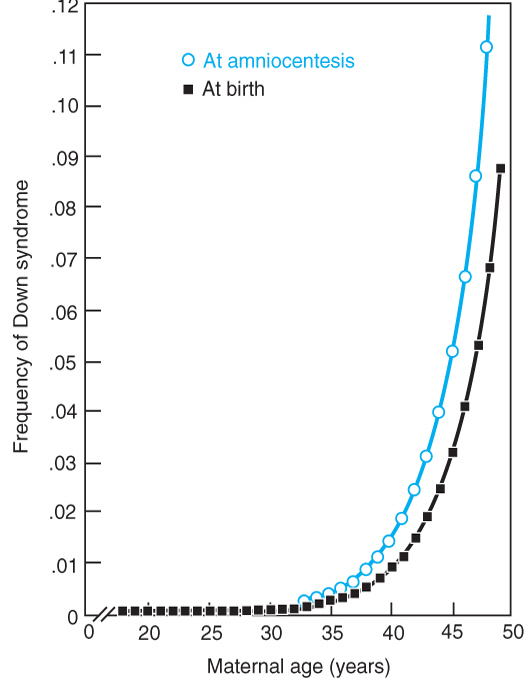 .12
.11
.10
.09
.08
.07
.06
.05
.04
.03
.02
.01
0
Frequency of Down syndrome
At amniocentesis
At birth
0 20 25 30 35 40 45 50
Maternal age (years)